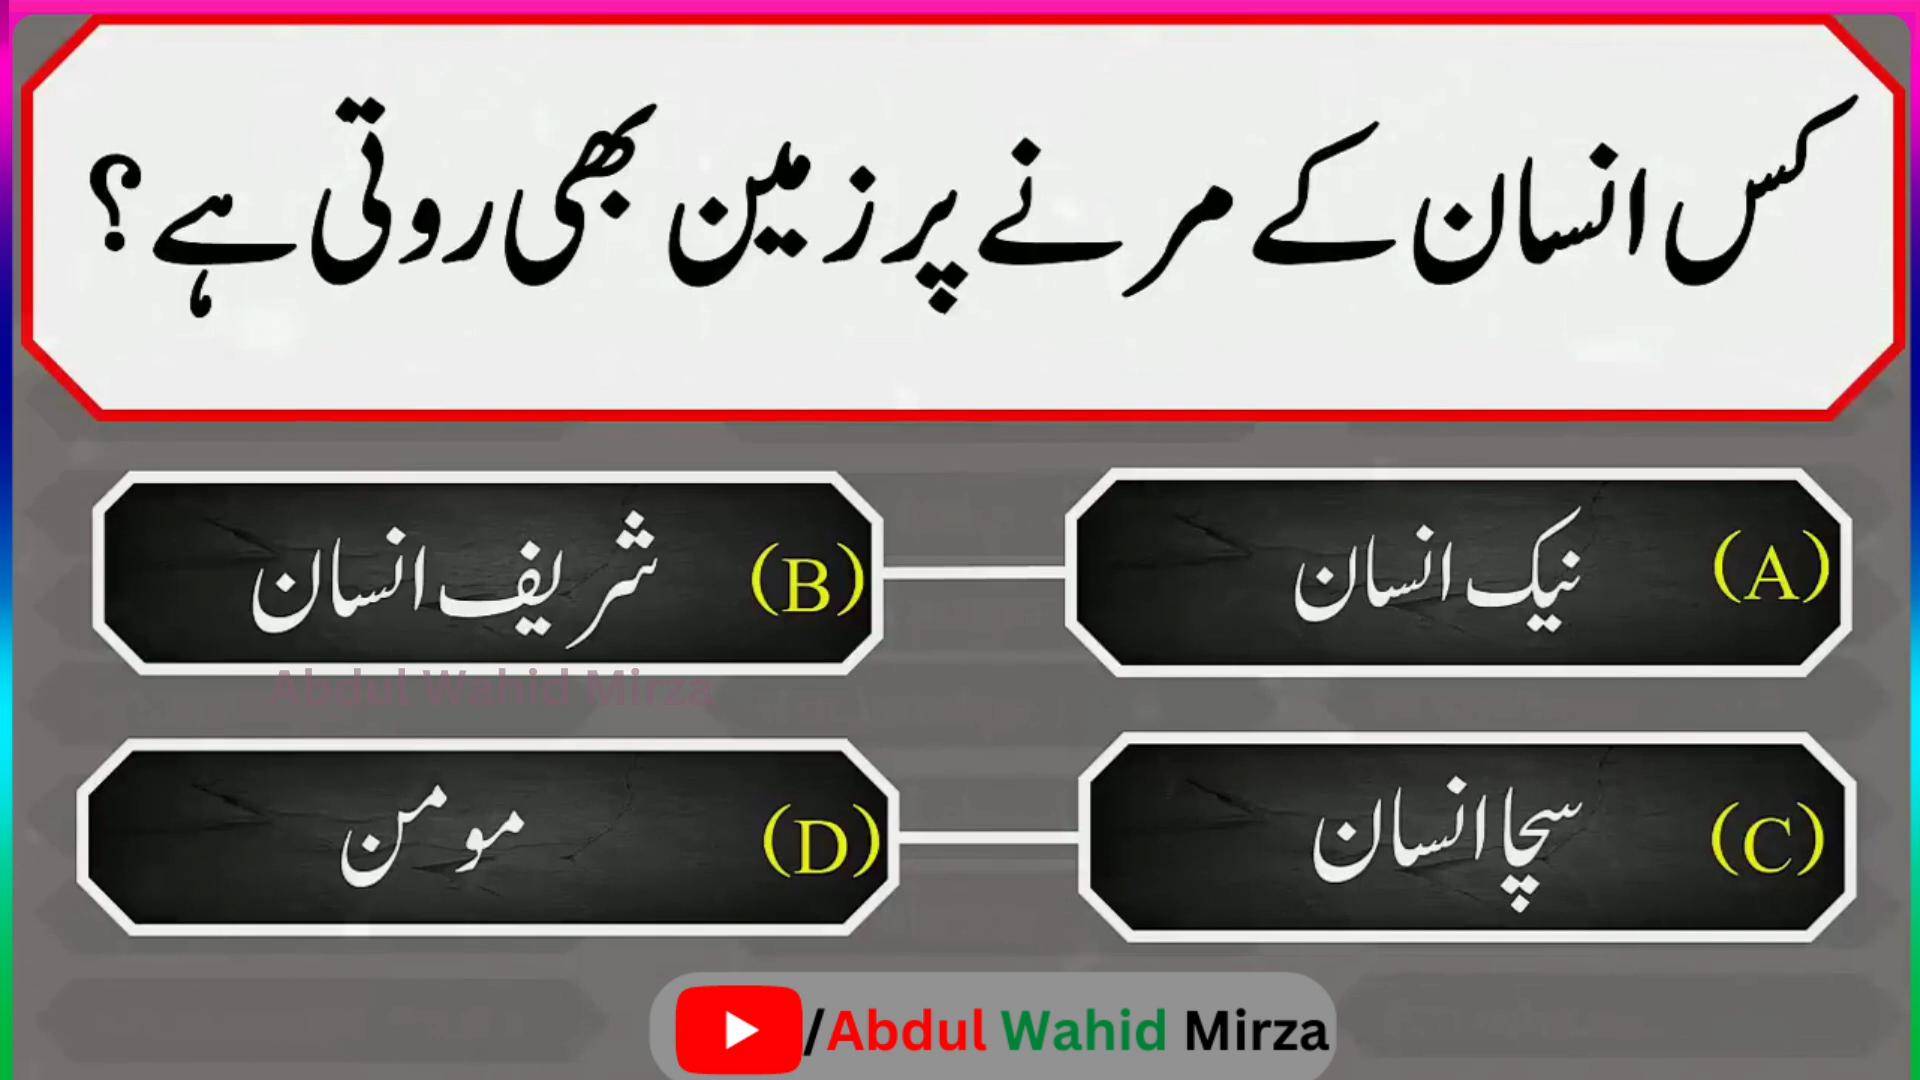 کس انسان کے مرنے پر زمین بھی روتی ہے؟
(A) نیک انسان
(B) شریف انسان
Abdul Wahid Mirza
(C) سچا انسان
(D) مومن
/Abdul Wahid Mirza